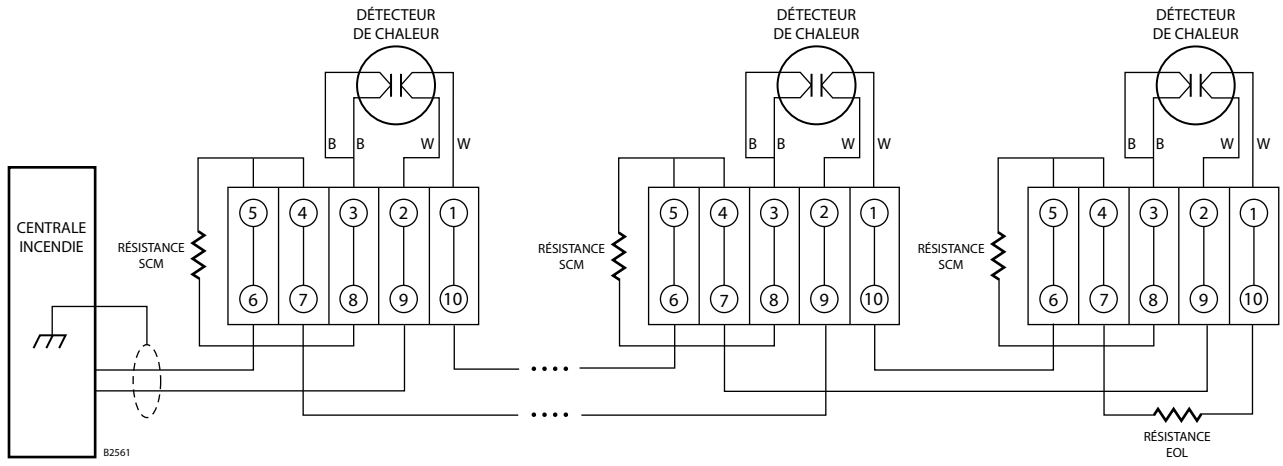 DÉTECTEUR
DE CHALEUR
DÉTECTEUR
DE CHALEUR
DÉTECTEUR
DE CHALEUR
B B W W
B B W W
B B W W
CENTRALE
INCENDIE
RÉSISTANCE
SCM
5 4 3 2 1
6 7 8 9 10
RÉSISTANCE
SCM
5 4 3 2 1
6 7 8 9 10
RÉSISTANCE
SCM
5 4 3 2 1
6 7 8 9 10
RÉSISTANCE
EOL
B2561